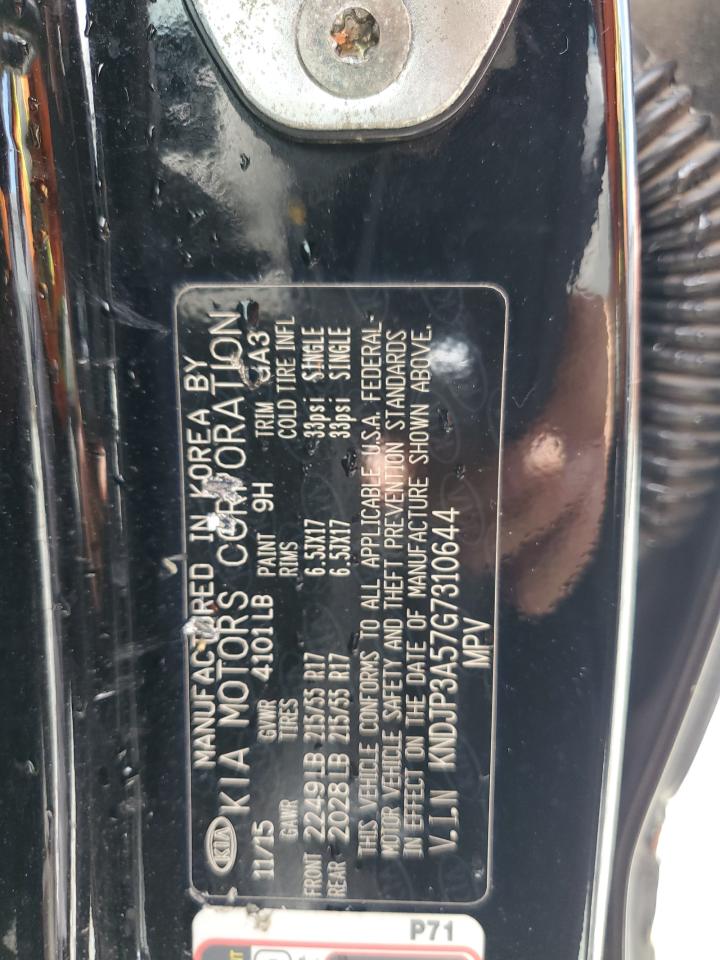 MANUFACTURED IN KOREA BY
KIA KIA MOTORS CORPORATION
11/15 GVWR 4101LB PAINT 9H TRIM GA3
GAWR TIRES RIMS COLD TIRE INFL
FRONT 2249LB 215/55 R17 6.5JX17 33psi SINGLE
REAR 2028LB 215/55 R17 6.5JX17 33psi SINGLE
THIS VEHICLE CONFORMS TO ALL APPLICABLE U.S.A. FEDERAL-
MOTOR VEHICLE SAFETY AND THEFT PREVENTION STANDARDS
IN EFFECT ON THE DATE OF MANUFACTURE SHOWN ABOVE.
V.I.N KNDJP3A57G7310644
MPV
P71